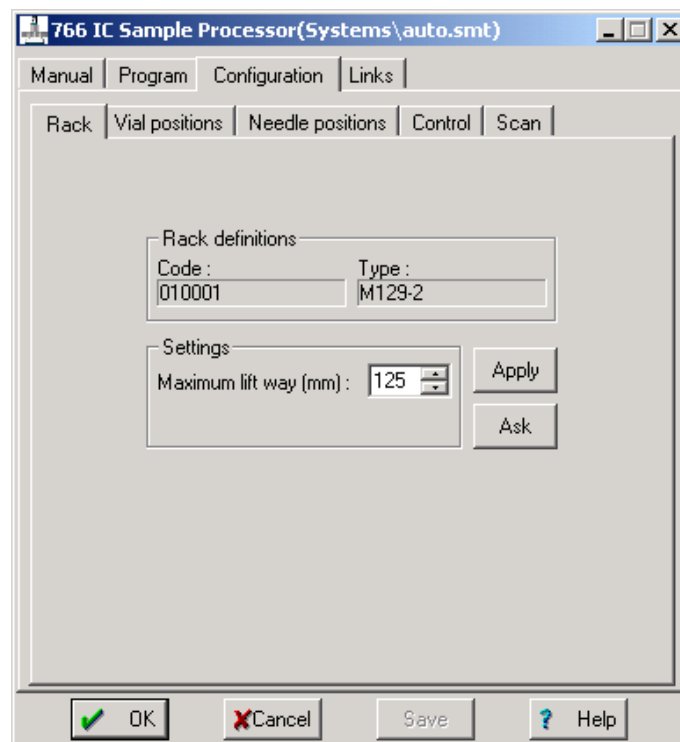 766 IC Sample Processor(Systems\auto.smt)
Manual Program Configuration Links
Rack Vial positions Needle positions Control Scan
Rack definitions
Code : Type :
010001 M129-2
Settings
Maximum lift way (mm) : 125 Apply
Ask
OK Cancel Save ? Help